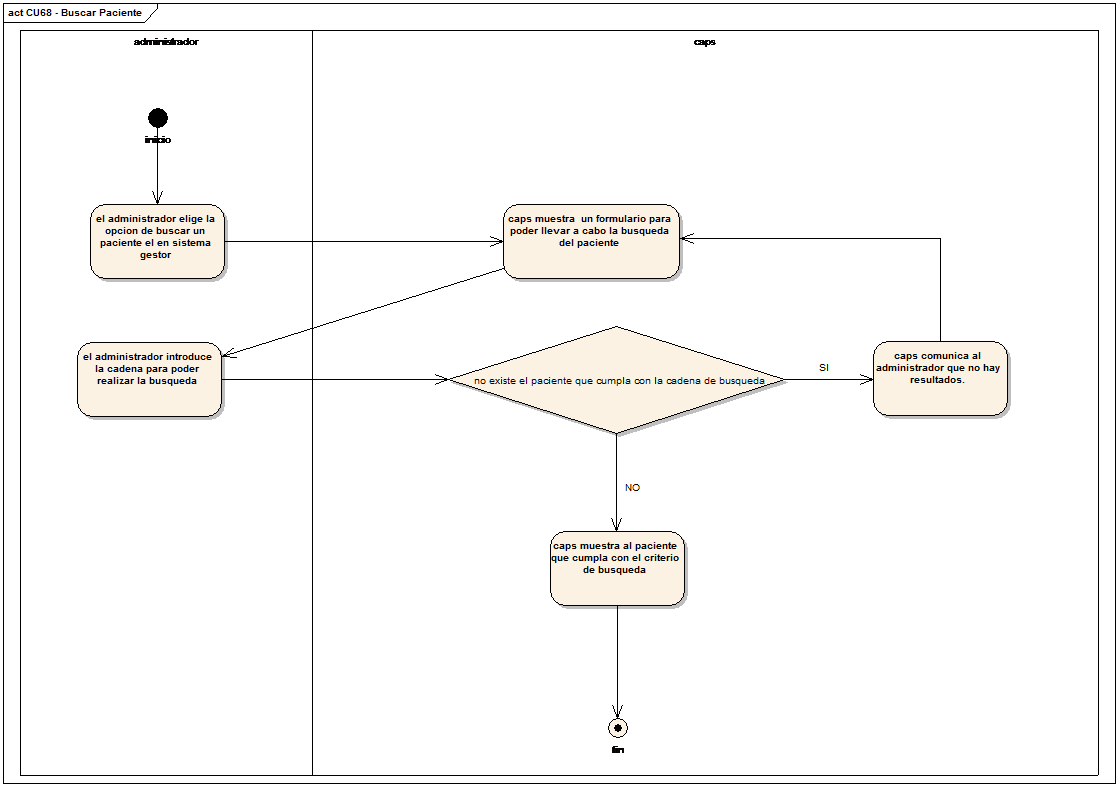 act CU68 - Buscar Paciente
administrador
caps
inicio
el administrador elige la
opcion de buscar un
paciente el en sistema
gestor
caps muestra un formulario para
poder llevar a cabo la busqueda
del paciente
el administrador introduce
la cadena para poder
realizar la busqueda
no existe el paciente que cumpla con la cadena de busqueda
SI
caps comunica al
administrador que no hay
resultados.
NO
caps muestra al paciente
que cumpla con el criterio
de busqueda
fin